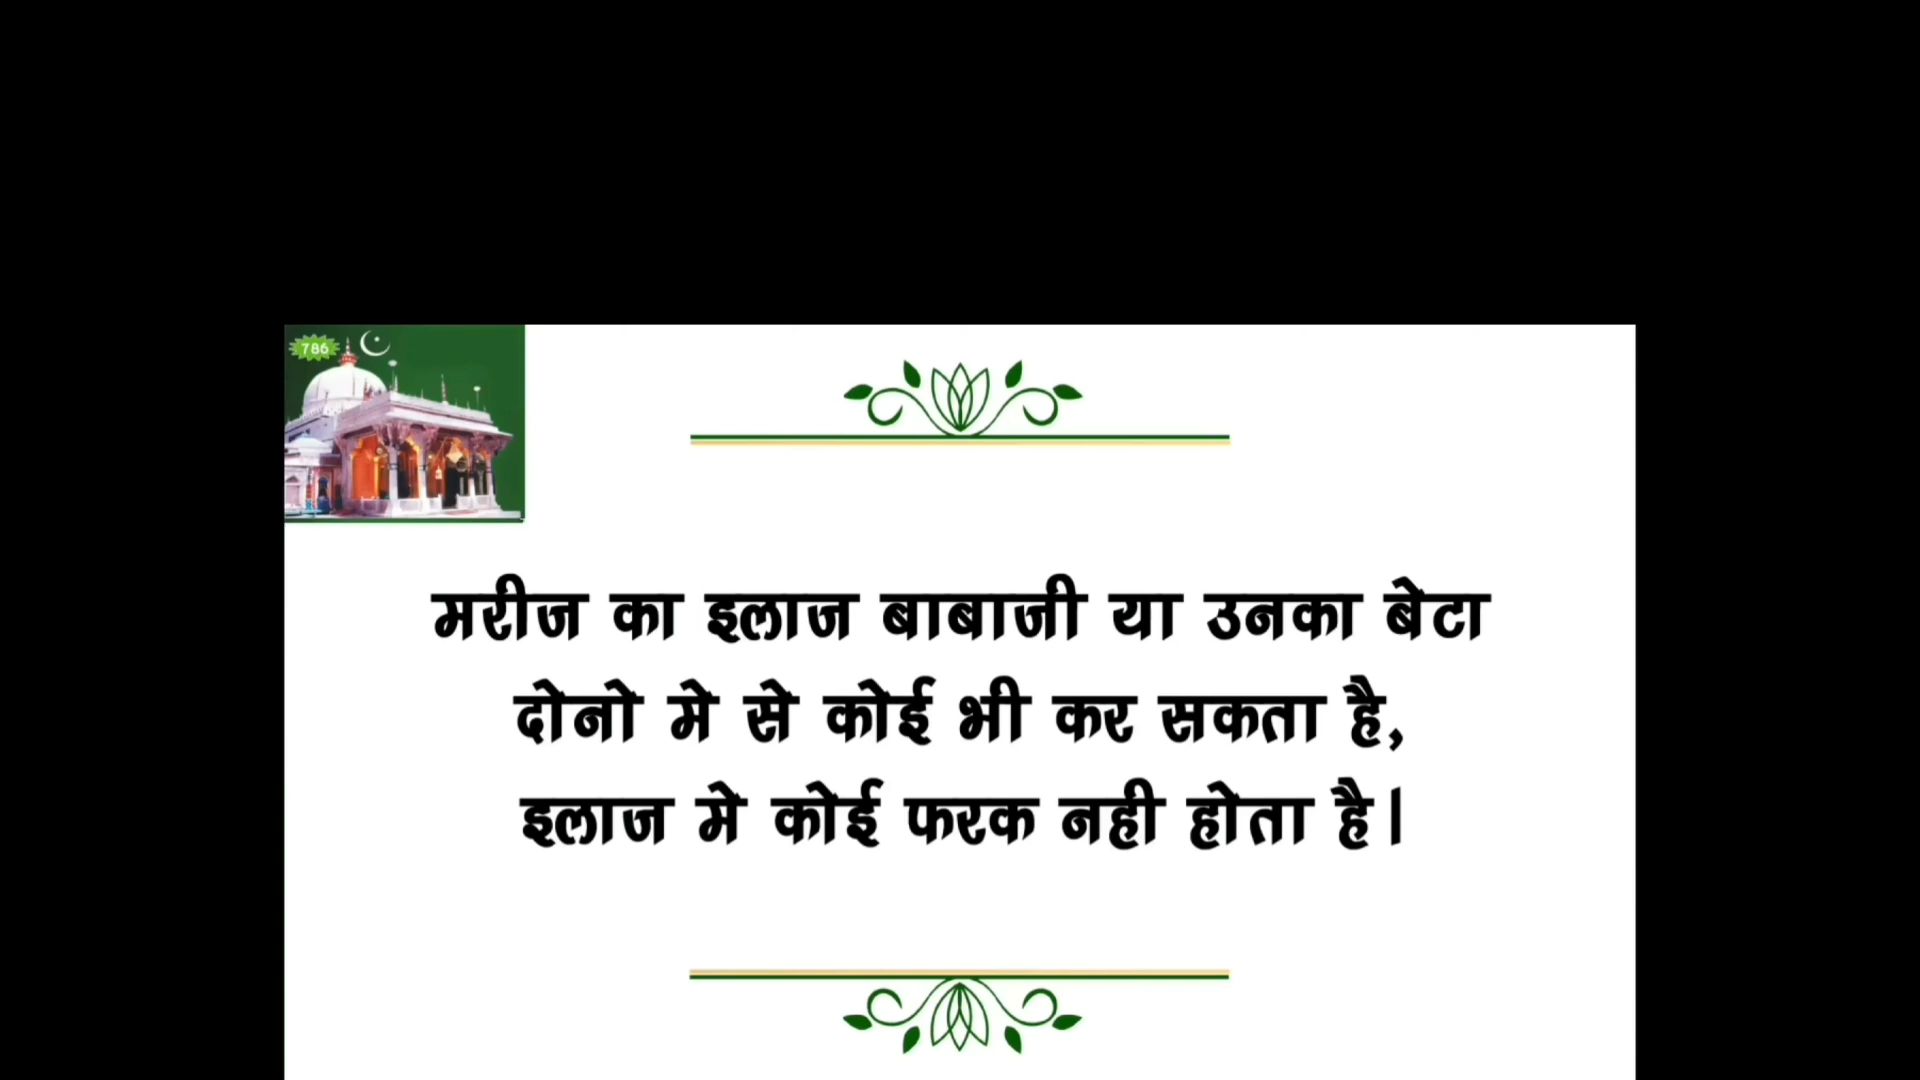 786
मरीज का इलाज बाबाजी या उनका बेटा
दोनो मे से कोई भी कर सकता है,
इलाज मे कोई फरक नही होता है।